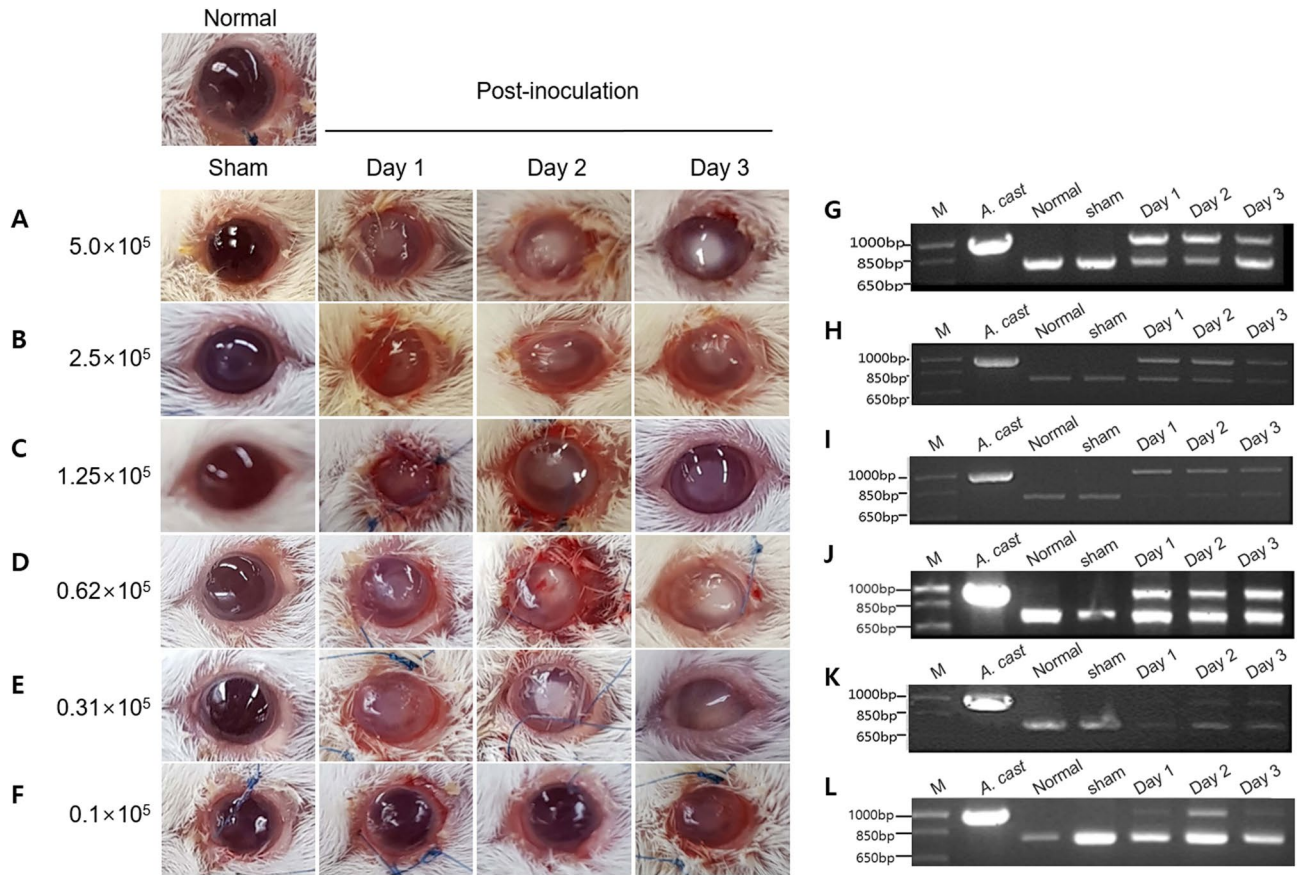 Normal
Post-inoculation
Sham Day 1 Day 2 Day 3
A 5.0×10⁵
B 2.5×10⁵
C 1.25×10⁵
D 0.62×10⁵
E 0.31×10⁵
F 0.1×10⁵
G M A. cast Normal sham Day 1 Day 2 Day 3
1000bp
850bp
650bp
H M A. cast Normal sham Day 1 Day 2 Day 3
1000bp
850bp
650bp
I M A. cast Normal sham Day 1 Day 2 Day 3
1000bp
850bp
650bp
J M A. cast Normal sham Day 1 Day 2 Day 3
1000bp
850bp
650bp
K M A. cast Normal sham Day 1 Day 2 Day 3
1000bp
850bp
650bp
L M A. cast Normal sham Day 1 Day 2 Day 3
1000bp
850bp
650bp